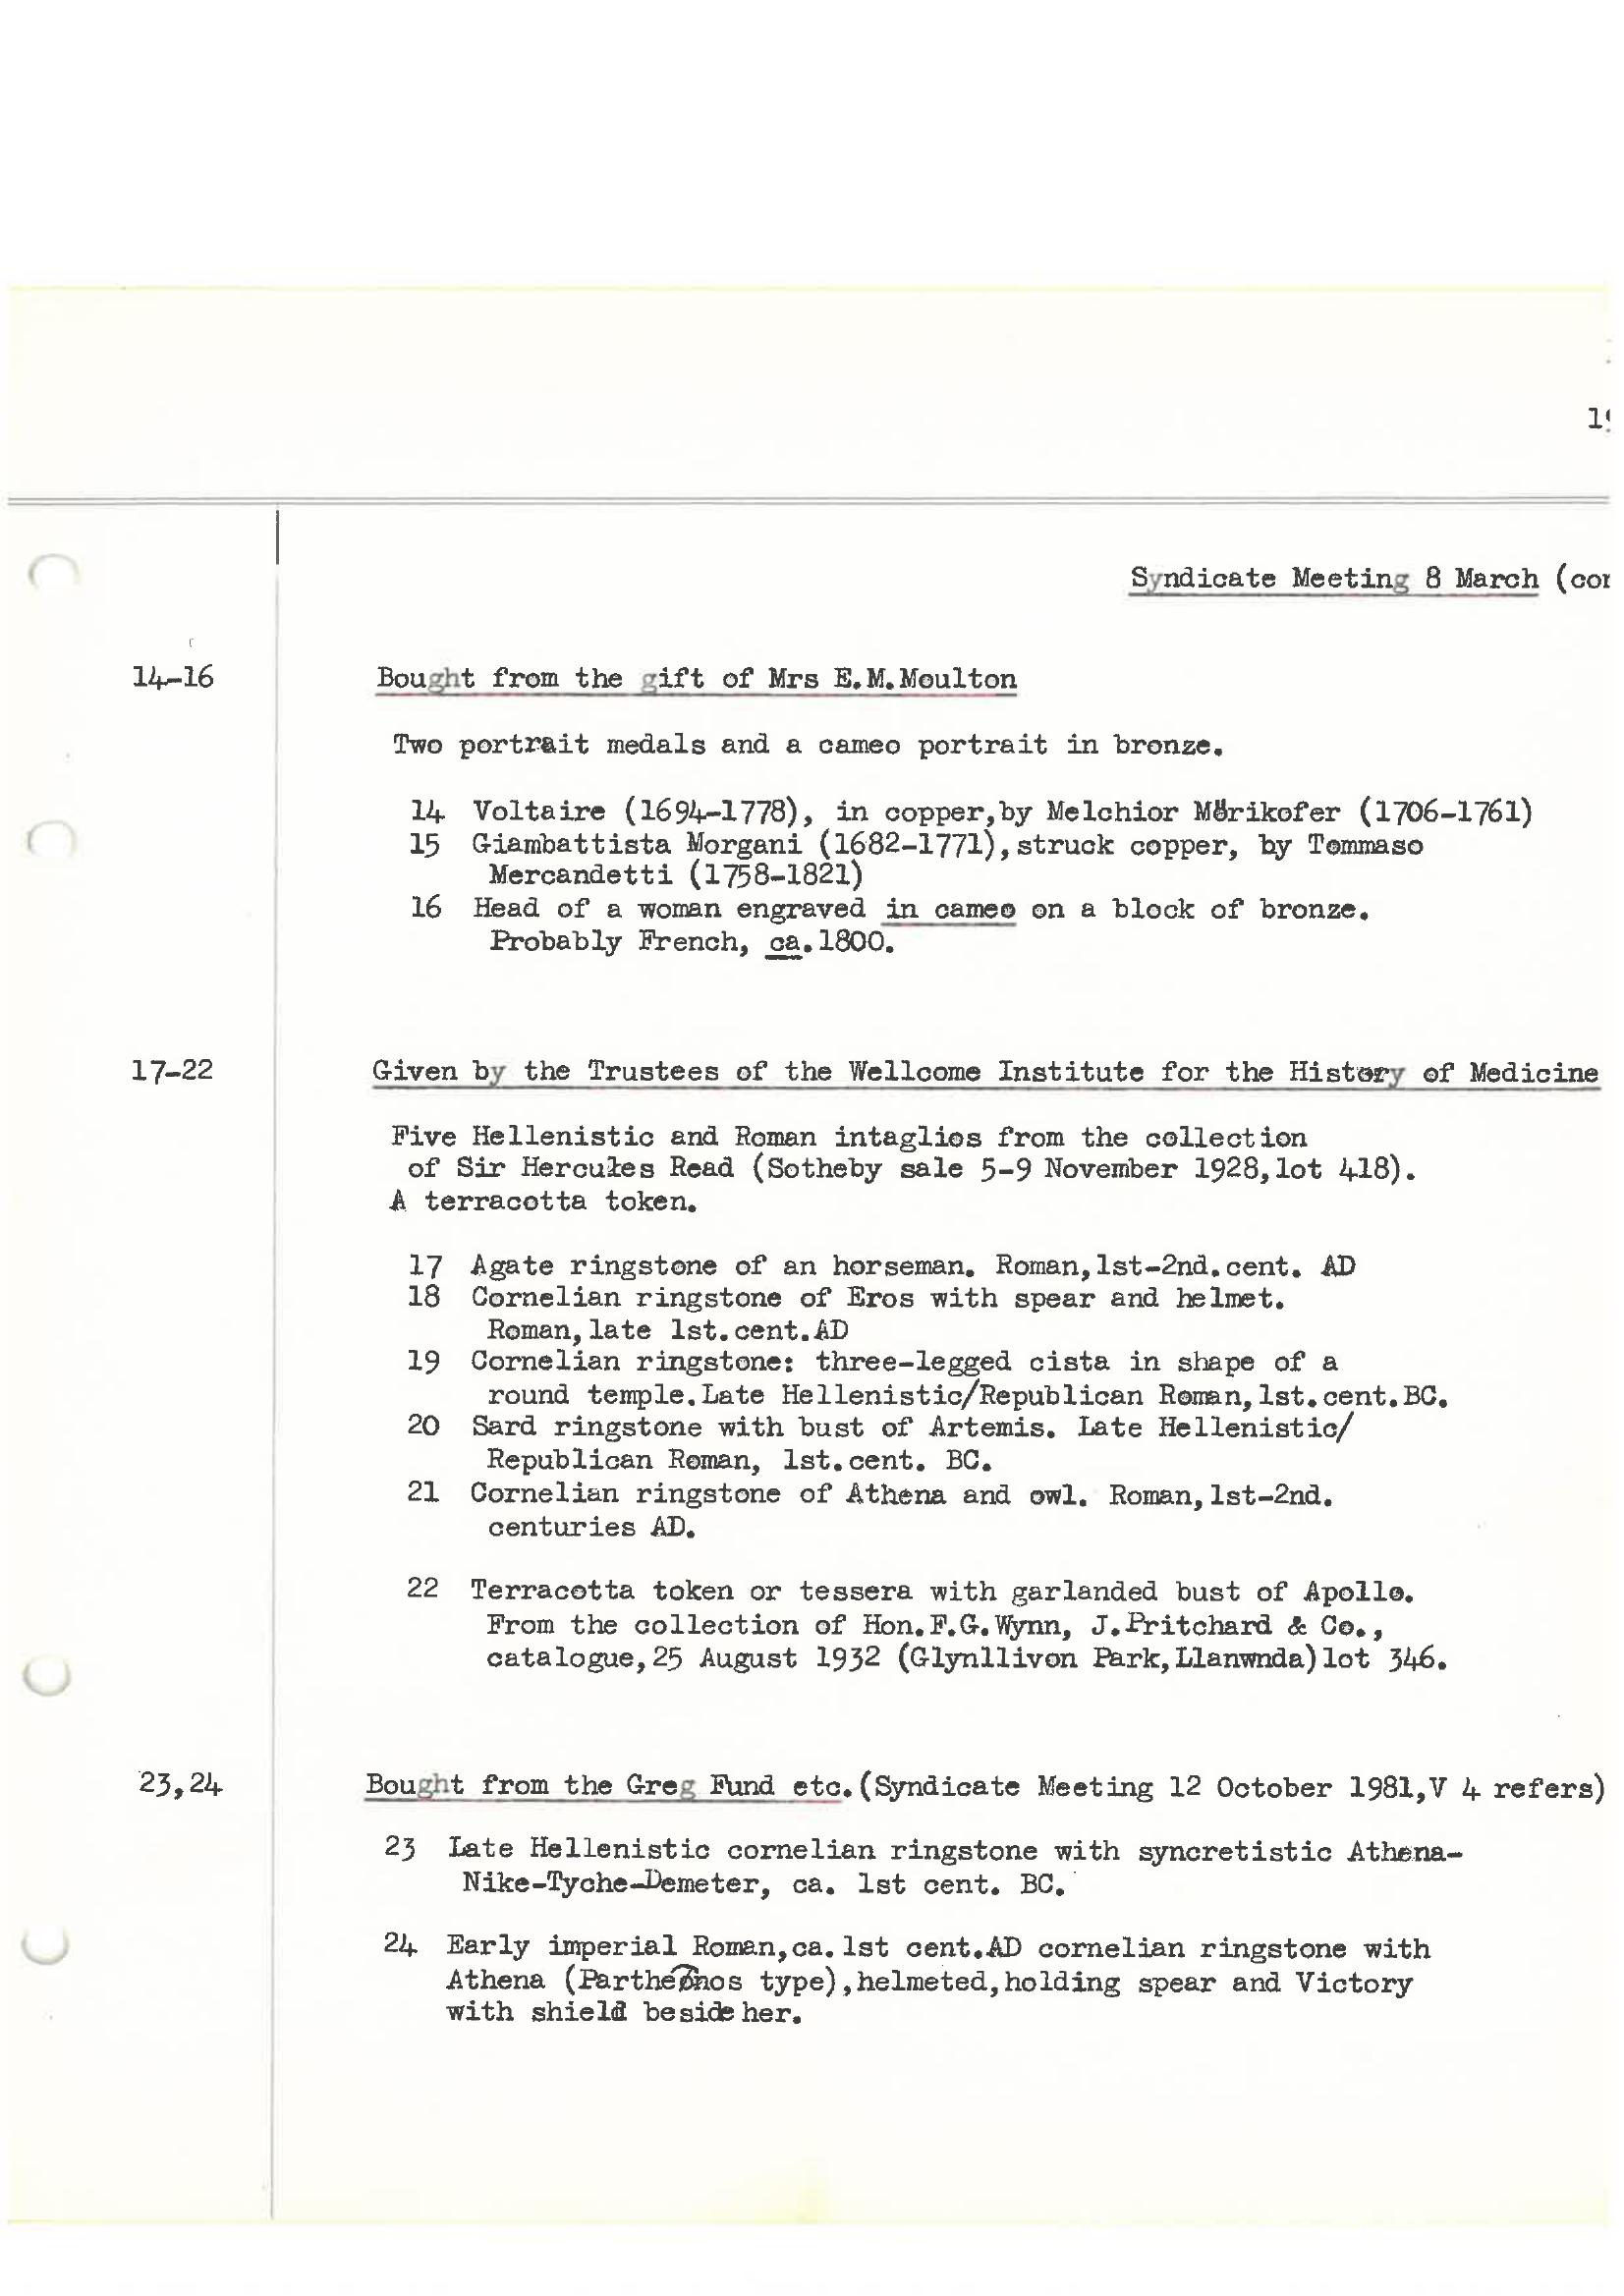 Syndicate Meeting 8 March
14-16 Bought from the gift of Mrs E.M.Moulton
Two portrait medals and a cameo portrait in bronze.
14 Voltaire (1694-1778), in copper,by Melchior Mörikofer (1706-1761)
15 Giambattista Morgani (1682-1771),struck copper, by Tommaso
Mercandetti (1758-1821)
16 Head of a woman engraved in cameo on a block of bronze.
Probably French, ca.1800.
17-22 Given by the Trustees of the Wellcome Institute for the History of Medicine
Five Hellenistic and Roman intaglios from the collection
of Sir Hercules Read (Sotheby sale 5-9 November 1928,lot 418).
A terracotta token.
17 Agate ringstone of an horseman. Roman,1st-2nd.cent. AD
18 Cornelian ringstone of Eros with spear and helmet.
Roman,late 1st.cent.AD
19 Cornelian ringstone: three-legged cista in shape of a
round temple.Late Hellenistic/Republican Roman,1st.cent.BC.
20 Sard ringstone with bust of Artemis. Late Hellenistic/
Republican Roman, 1st.cent. BC.
21 Cornelian ringstone of Athena and owl. Roman,1st-2nd.
centuries AD.
22 Terracotta token or tessera with garlanded bust of Apollo.
From the collection of Hon.F.G.Wynn, J.Pritchard & Co.,
catalogue,25 August 1932 (Glynllivon Park,Llanwnda)lot 346.
23,24 Bought from the Greg Fund etc.(Syndicate Meeting 12 October 1981,V 4 refers)
23 Late Hellenistic cornelian ringstone with syncretistic Athena-
Nike-Tyche-Demeter, ca. 1st cent. BC.
24 Early imperial Roman,ca.1st cent.AD cornelian ringstone with
Athena (Parthenos type),helmeted,holding spear and Victory
with shield beside her.